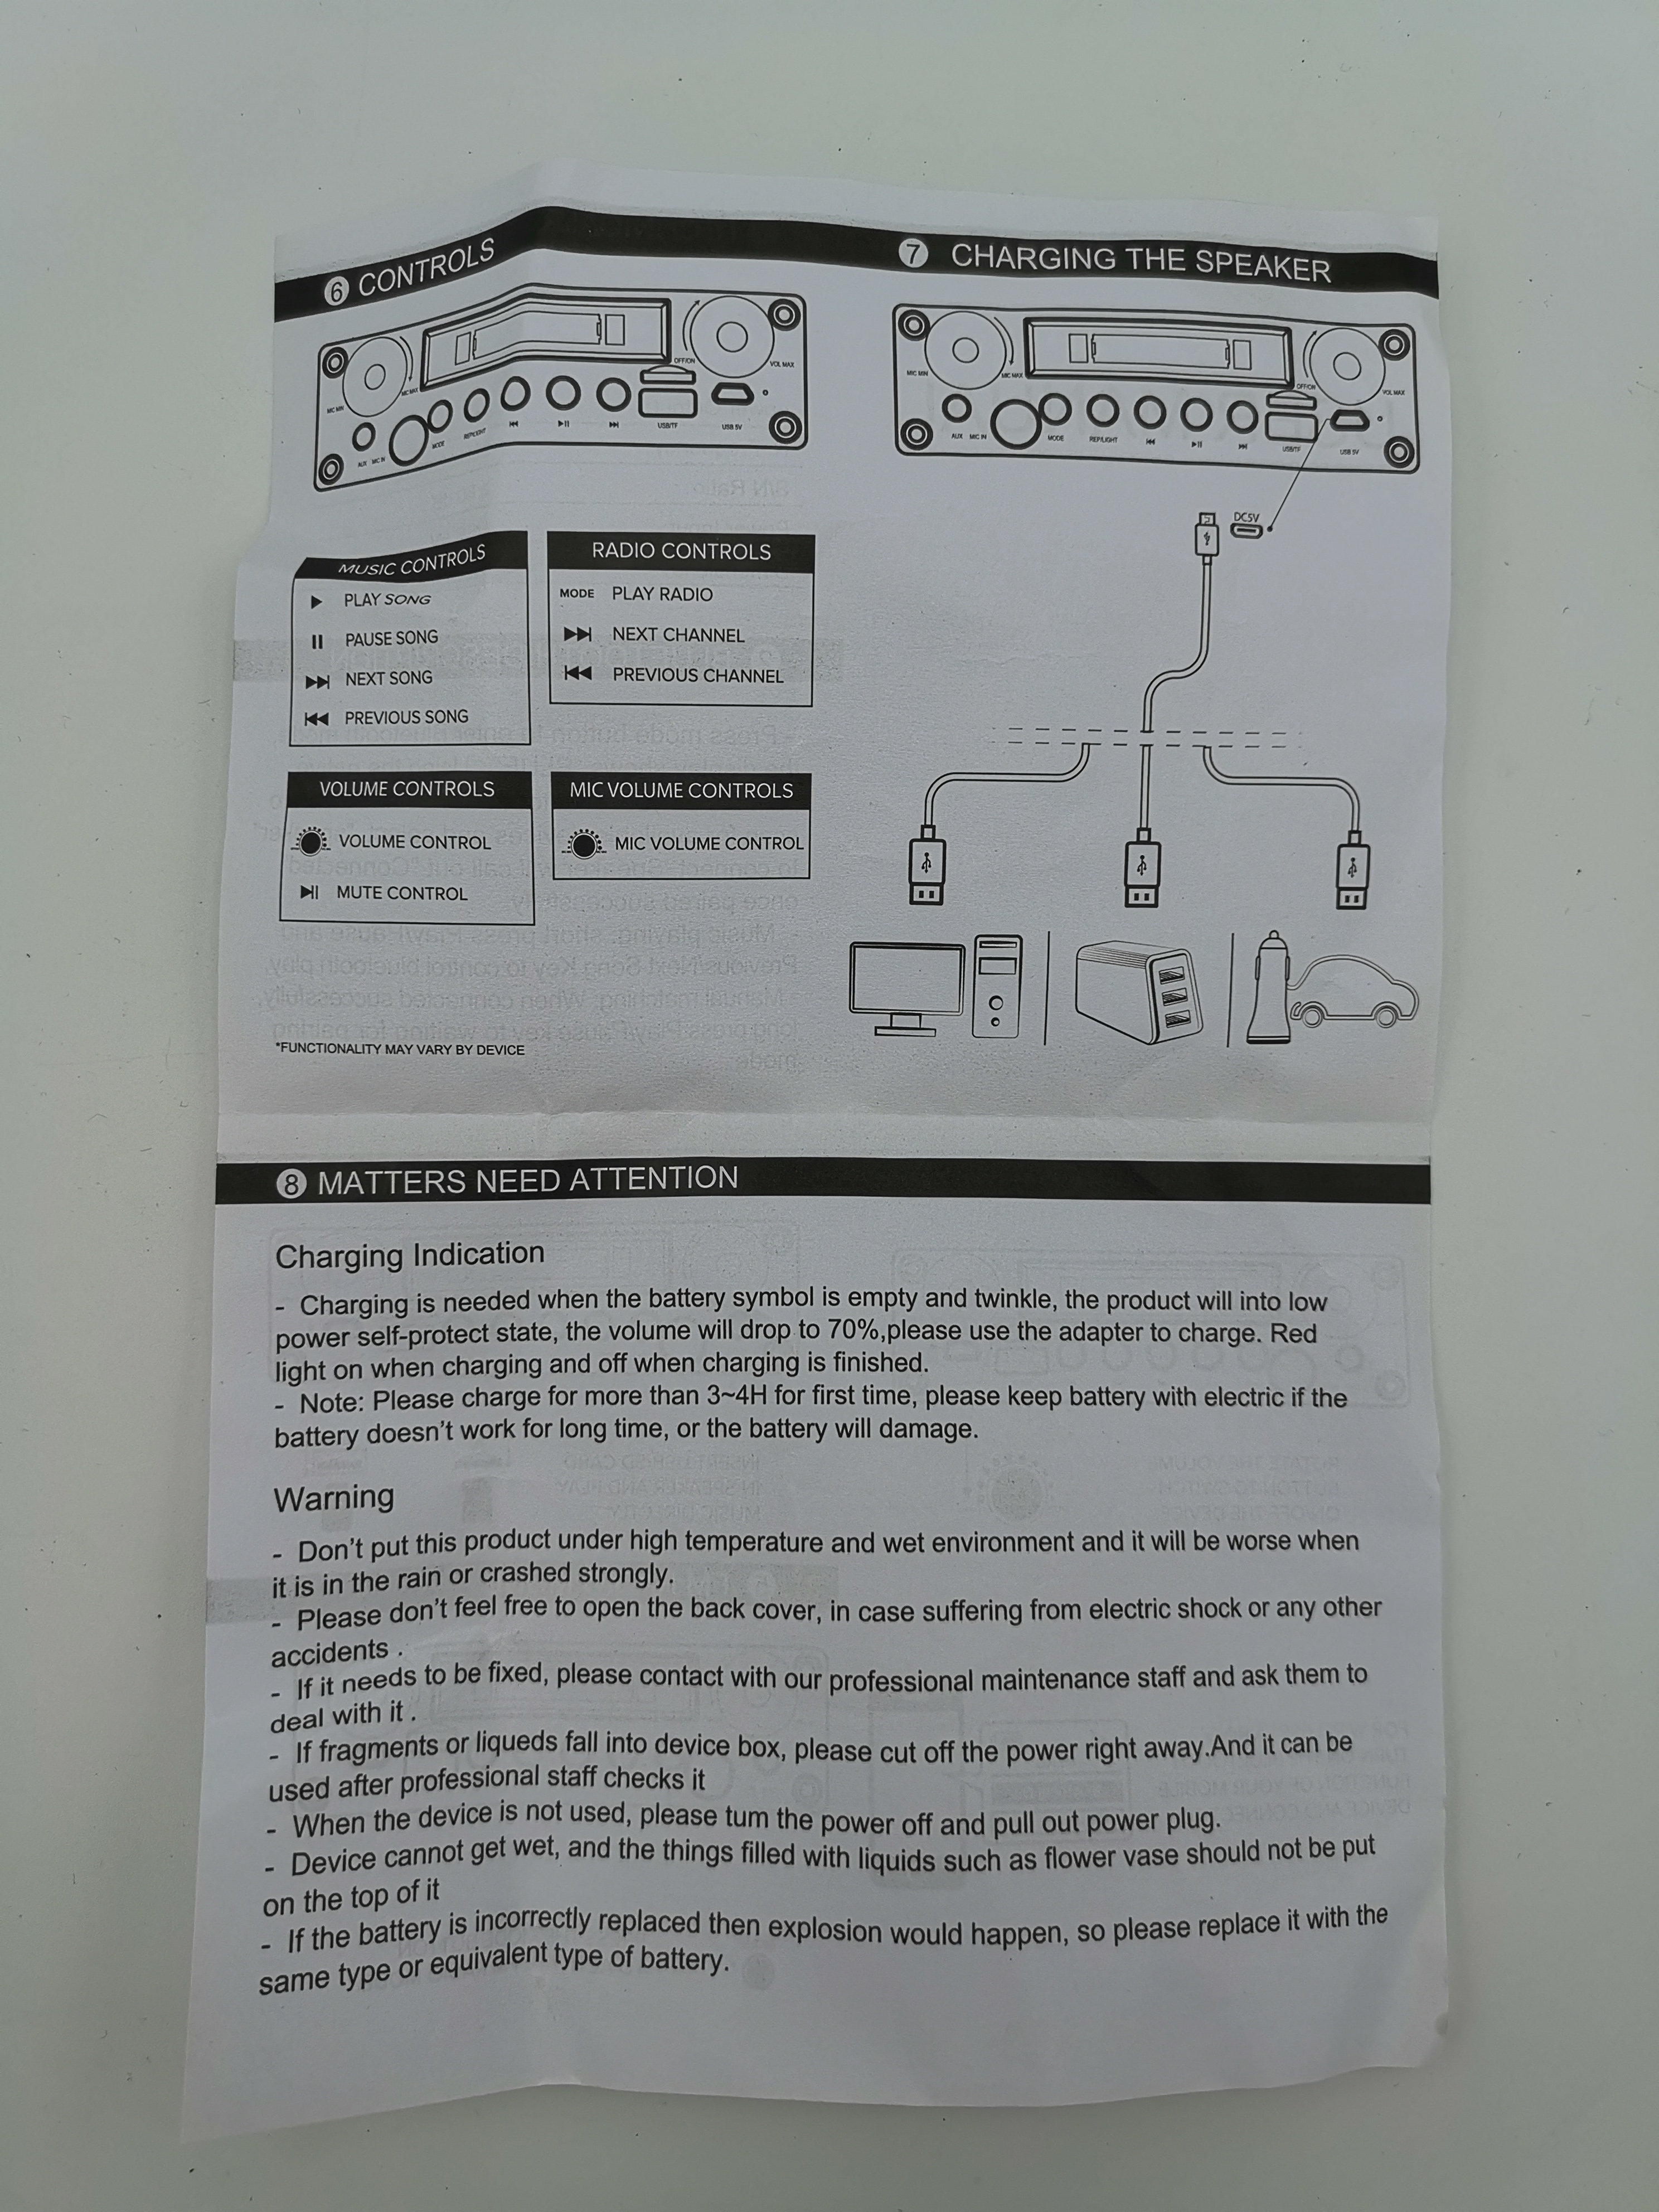 6 CONTROLS
7 CHARGING THE SPEAKER
MIC MIN
MIC MAX
OFF/ON
VOL MAX
AUX MIC IN MODE REP/LIGHT USB/TF USB 5V
MIC MIN
MIC MAX
OFF/ON
VOL MAX
AUX MIC IN MODE REP/LIGHT USB/TF USB 5V
DC5V
MUSIC CONTROLS
PLAY SONG
PAUSE SONG
NEXT SONG
PREVIOUS SONG
RADIO CONTROLS
MODE PLAY RADIO
NEXT CHANNEL
PREVIOUS CHANNEL
VOLUME CONTROLS
VOLUME CONTROL
MUTE CONTROL
MIC VOLUME CONTROLS
MIC VOLUME CONTROL
*FUNCTIONALITY MAY VARY BY DEVICE
8 MATTERS NEED ATTENTION
Charging Indication
- Charging is needed when the battery symbol is empty and twinkle, the product will into low
power self-protect state, the volume will drop to 70%,please use the adapter to charge. Red
light on when charging and off when charging is finished.
- Note: Please charge for more than 3~4H for first time, please keep battery with electric if the
battery doesn't work for long time, or the battery will damage.
Warning
- Don't put this product under high temperature and wet environment and it will be worse when
it is in the rain or crashed strongly.
- Please don't feel free to open the back cover, in case suffering from electric shock or any other
accidents .
- If it needs to be fixed, please contact with our professional maintenance staff and ask them to
deal with it .
- If fragments or liqueds fall into device box, please cut off the power right away.And it can be
used after professional staff checks it
- When the device is not used, please tum the power off and pull out power plug.
- Device cannot get wet, and the things filled with liquids such as flower vase should not be put
on the top of it
- If the battery is incorrectly replaced then explosion would happen, so please replace it with the
same type or equivalent type of battery.